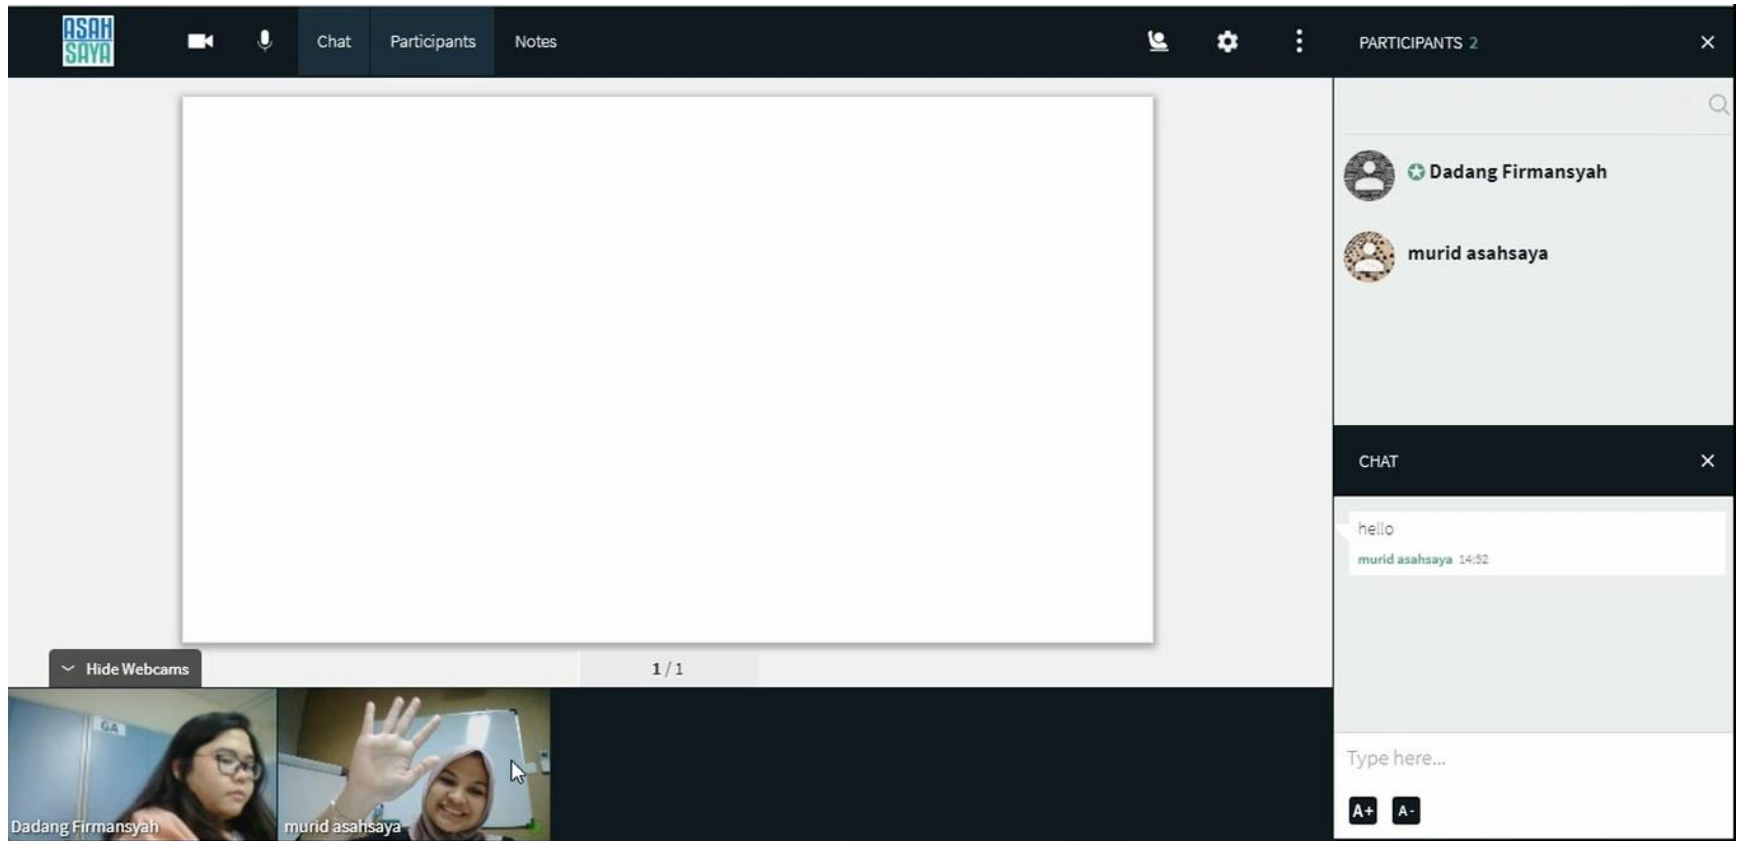 ASAH
SAYA
Chat
Participants
Notes
PARTICIPANTS 2
Dadang Firmansyah
murid asahsaya
CHAT
hello
murid asahsaya 14:52
Hide Webcams
1 / 1
GA
Dadang Firmansyah
murid asahsaya
Type here...
A+
A-